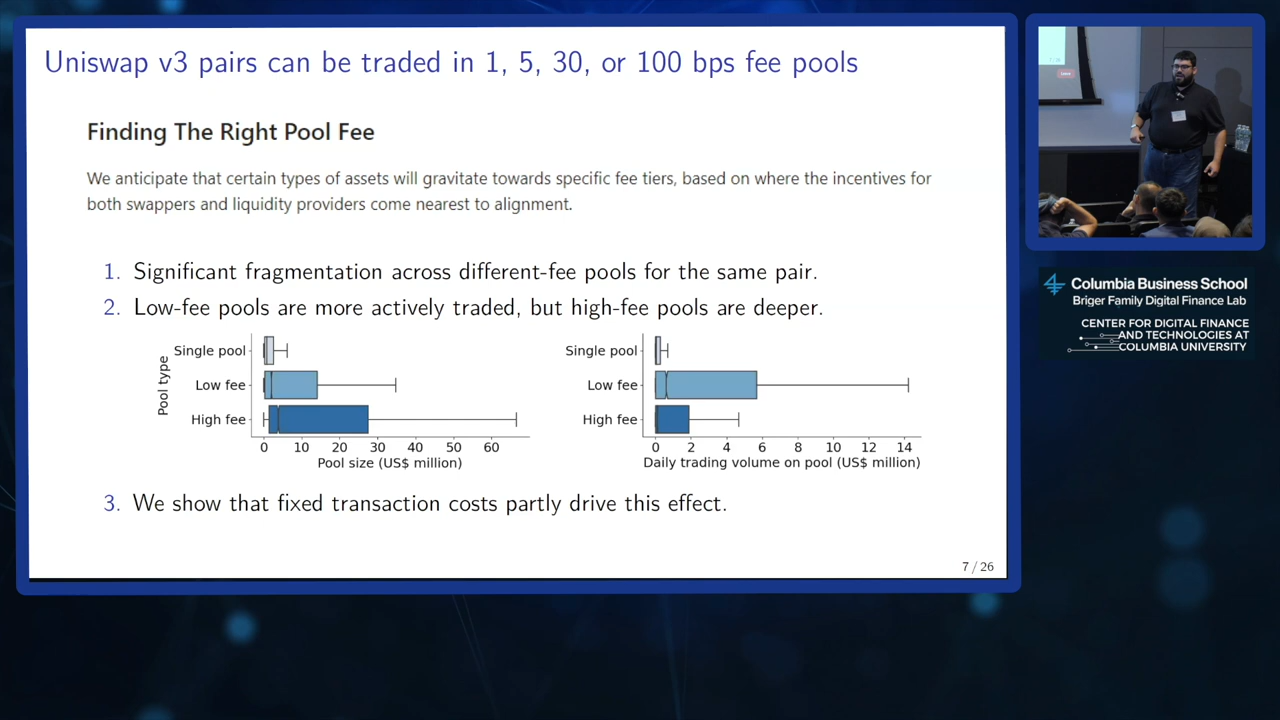 Uniswap v3 pairs can be traded in 1, 5, 30, or 100 bps fee pools
Finding The Right Pool Fee
We anticipate that certain types of assets will gravitate towards specific fee tiers, based on where the incentives for
both swappers and liquidity providers come nearest to alignment.
1. Significant fragmentation across different-fee pools for the same pair.
2. Low-fee pools are more actively traded, but high-fee pools are deeper.
Pool type
Single pool
Low fee
High fee
0 10 20 30 40 50 60
Pool size (US$ million)
Single pool
Low fee
High fee
0 2 4 6 8 10 12 14
Daily trading volume on pool (US$ million)
3. We show that fixed transaction costs partly drive this effect.
7 / 26
Columbia Business School
Briger Family Digital Finance Lab
CENTER FOR DIGITAL FINANCE
AND TECHNOLOGIES AT
COLUMBIA UNIVERSITY